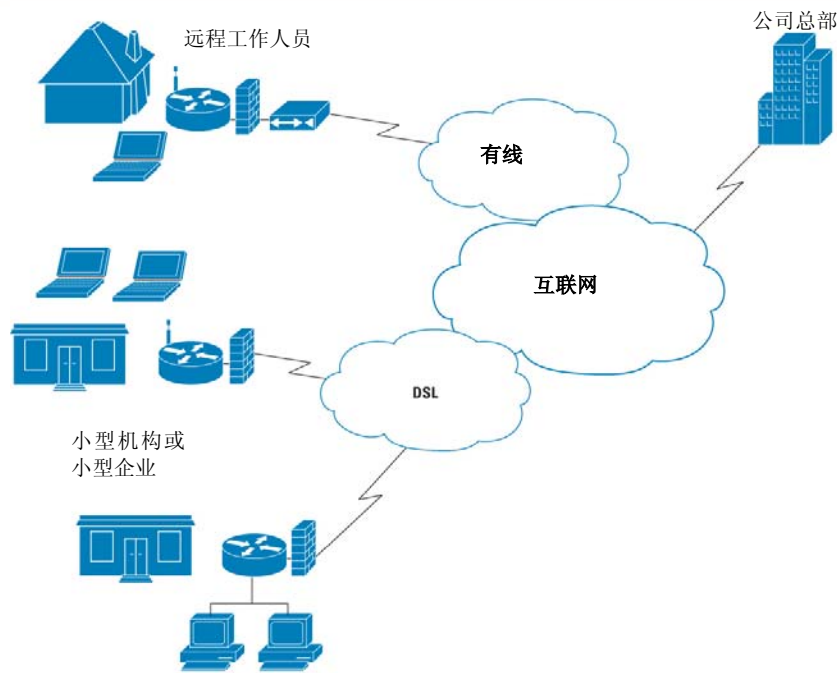 公司总部
远程工作人员
有线
互联网
DSL
小型机构或
小型企业